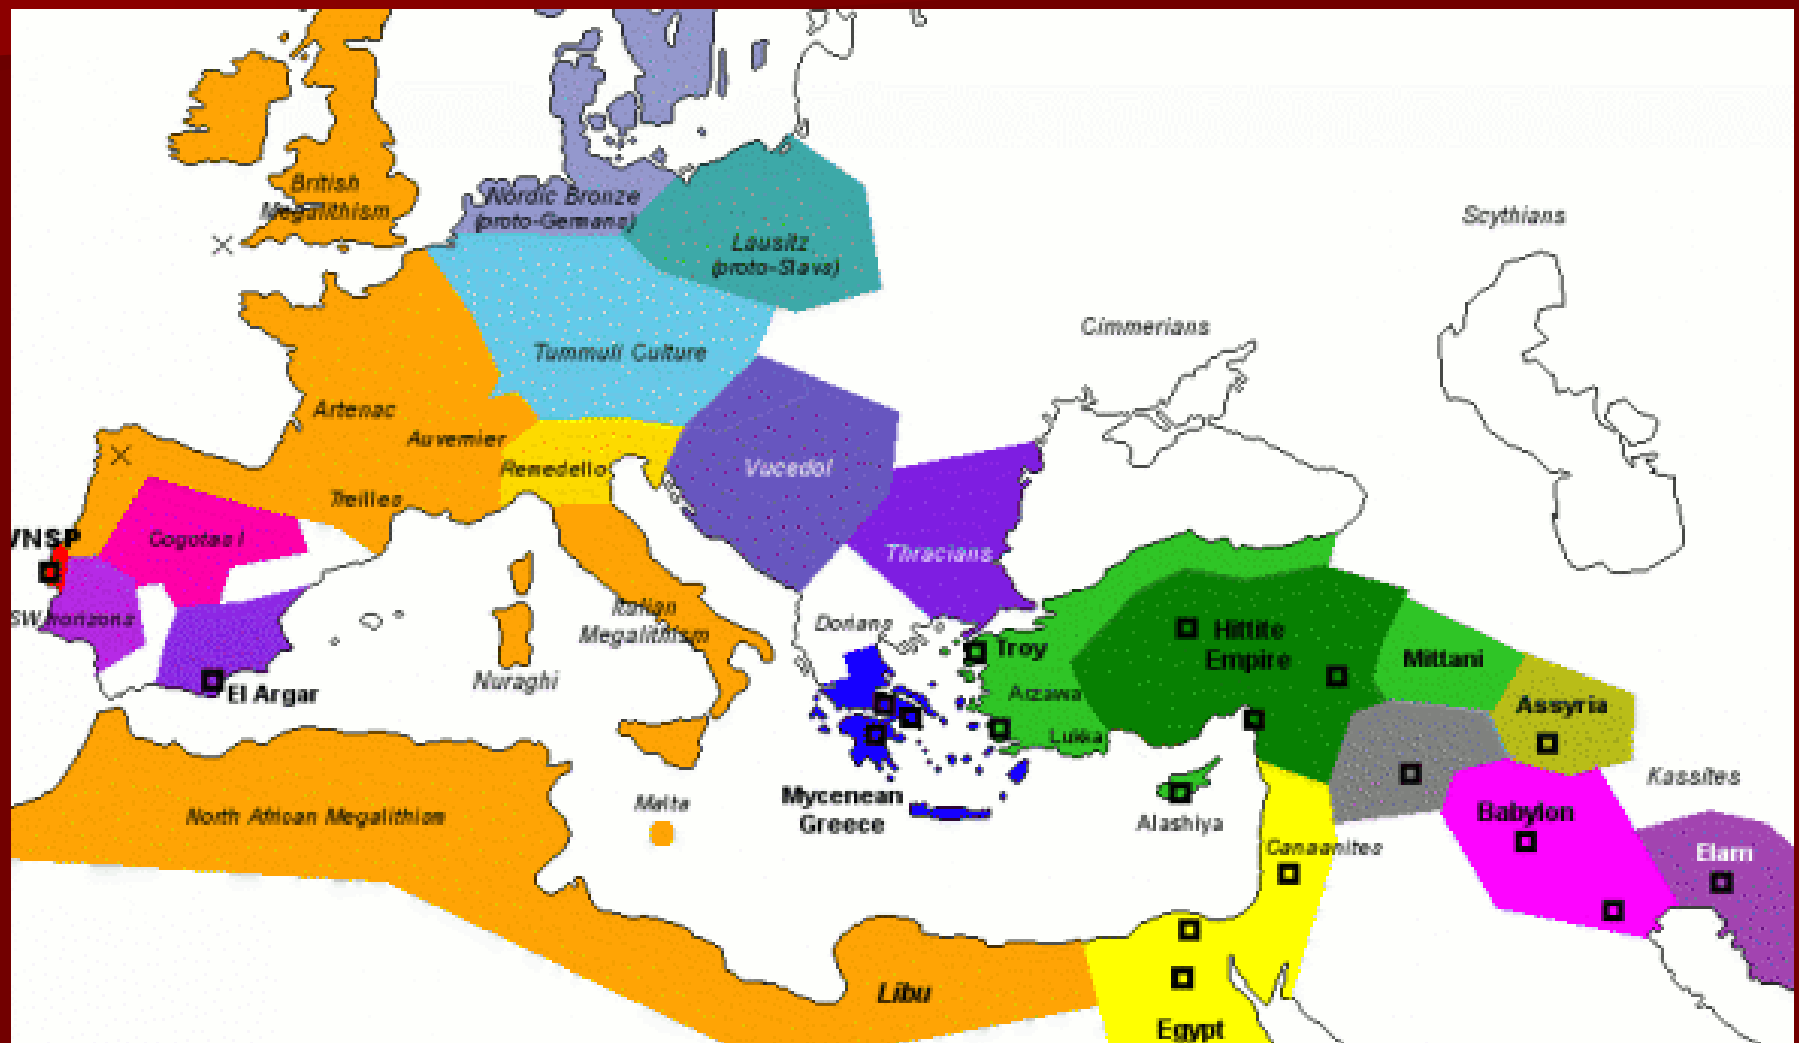 British
Megalithism
Nordic Bronze
(proto-Germans)
Lausitz
(proto-Slavs)
Scythians
Cimmerians
Tummuli Culture
Artenac
Auvernier
Remedello
Vucedol
Treilles
VNSP
Cogotas I
Thracians
SW horizons
Italian
Megalithism
Dorians
El Argar
Nuraghi
Troy
Hittite
Empire
Mittani
Arzawa
Lukka
Assyria
Kassites
North African Megalithism
Malta
Mycenean
Greece
Alashiya
Babylon
Canaanites
Elam
Libu
Egypt